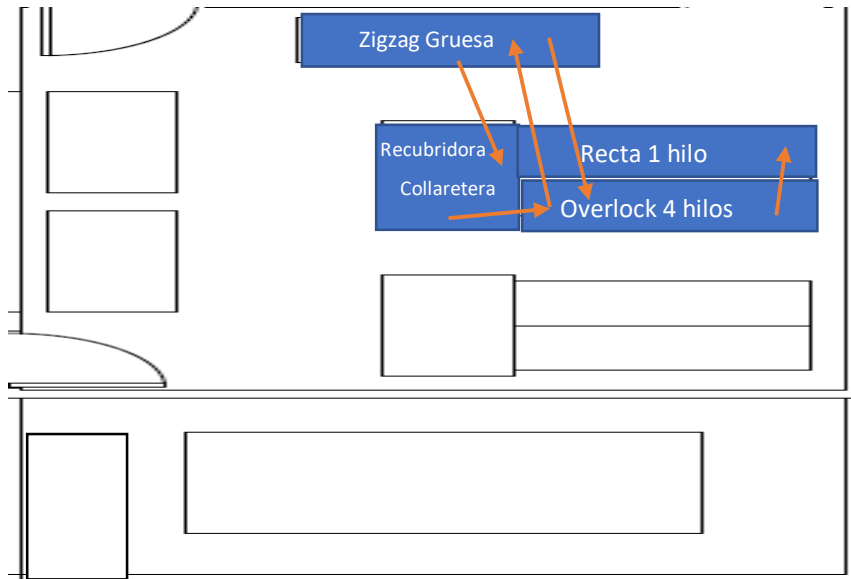 Zigzag Gruesa
Recubridora
Collaretera
Recta 1 hilo
Overlock 4 hilos